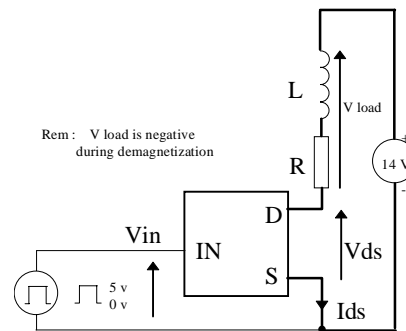 L
V load
Rem : V load is negative
during demagnetization
R
+
14 V
-
D
Vin
IN
Vds
S
5 v
0 v
Ids